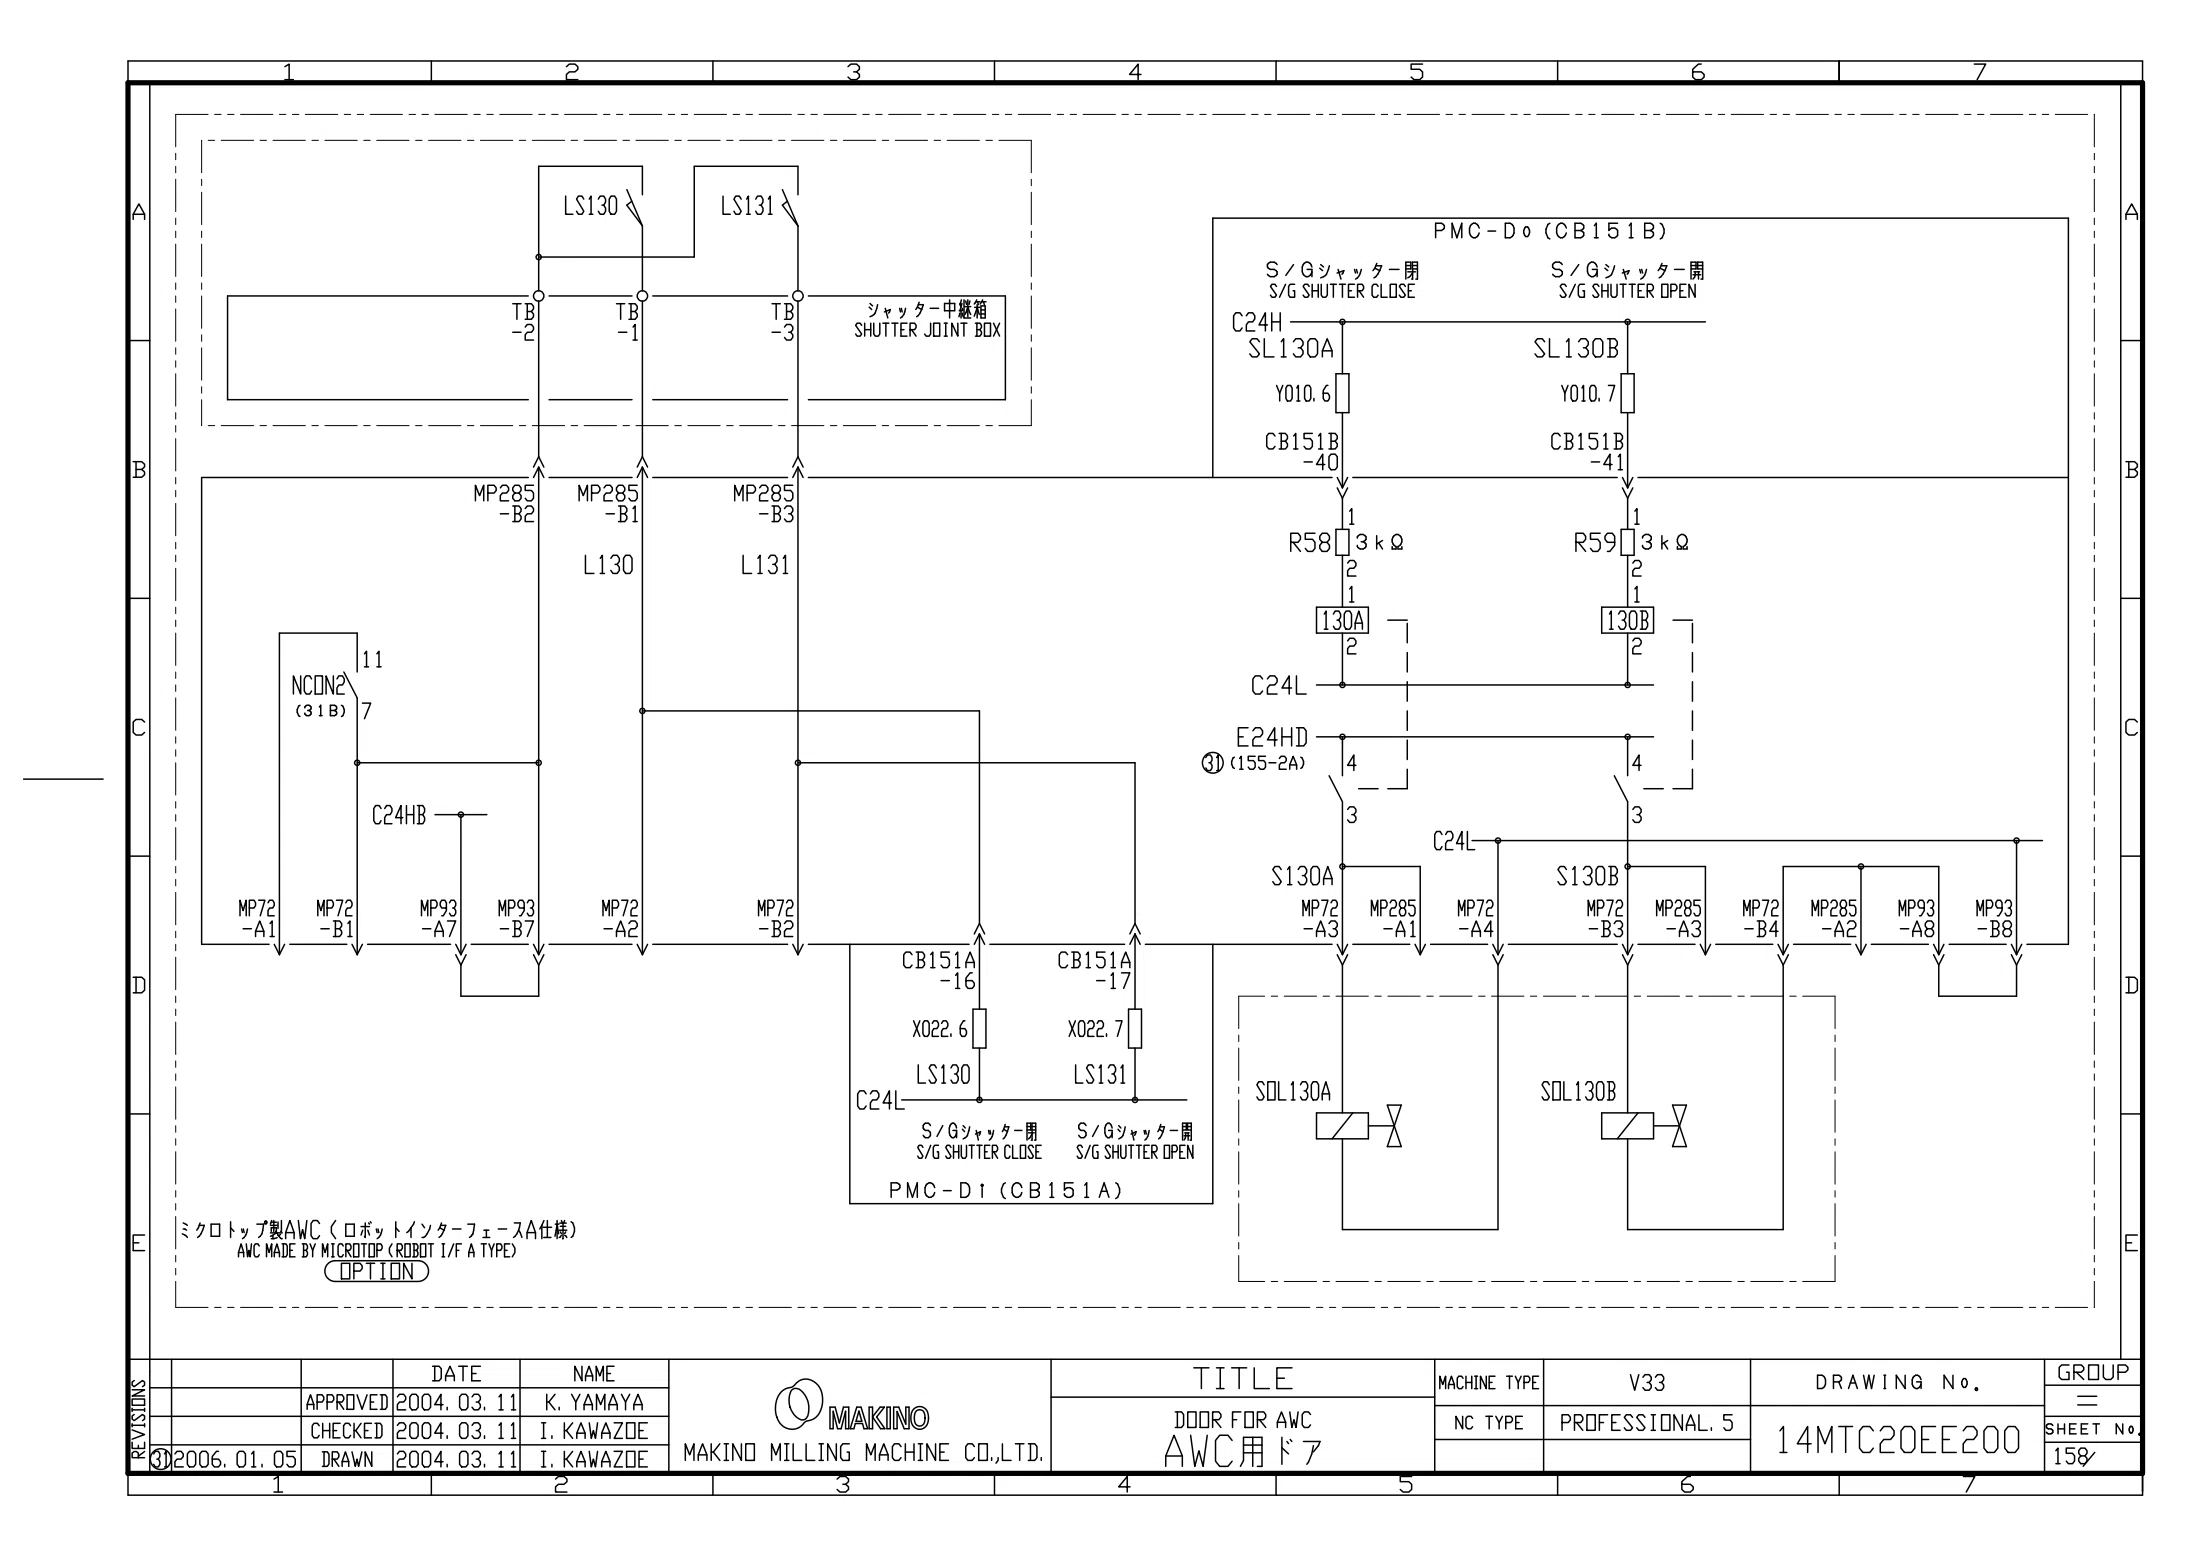 1 2 3 4 5 6 7
A A
LS130 LS131
PMC-Do(CB151B)
S/Gシャッター閉 S/Gシャッター開
S/G SHUTTER CLOSE S/G SHUTTER OPEN
TB TB TB シャッター中継箱
-2 -1 -3 SHUTTER JOINT BOX
C24H
SL130A SL130B
Y010.6 Y010.7
CB151B CB151B
-40 -41
B B
MP285 MP285 MP285
-B2 -B1 -B3
1 1
R58 3kΩ R59 3kΩ
2 2
L130 L131
1 1
130A 130B
2 2
11
NCON2
(31B) 7
C24L
C C
E24HD
31 (155-2A) 4 4
3 3
C24HB
C24L
S130A S130B
MP72 MP72 MP93 MP93 MP72 MP72 MP72 MP285 MP72 MP72 MP285 MP72 MP285 MP93 MP93
-A1 -B1 -A7 -B7 -A2 -B2 -A3 -A1 -A4 -B3 -A3 -B4 -A2 -A8 -B8
CB151A CB151A
-16 -17
D D
X022.6 X022.7
LS130 LS131
C24L
SOL130A SOL130B
S/Gシャッター閉 S/Gシャッター開
S/G SHUTTER CLOSE S/G SHUTTER OPEN
PMC-Di(CB151A)
E E
ミクロトップ製AWC(ロボットインターフェースA仕様)
AWC MADE BY MICROTOP(ROBOT I/F A TYPE)
OPTION
REVISIONS
DATE NAME
APPROVED 2004.03.11 K. YAMAYA
CHECKED 2004.03.11 I. KAWAZOE
31 2006.01.05 DRAWN 2004.03.11 I. KAWAZOE
MAKINO
MAKINO MILLING MACHINE CO.,LTD.
TITLE
DOOR FOR AWC
AWC用ドア
MACHINE TYPE V33
NC TYPE PROFESSIONAL.5
DRAWING No.
14MTC20EE200
GROUP
=
SHEET No.
158/
1 2 3 4 5 6 7